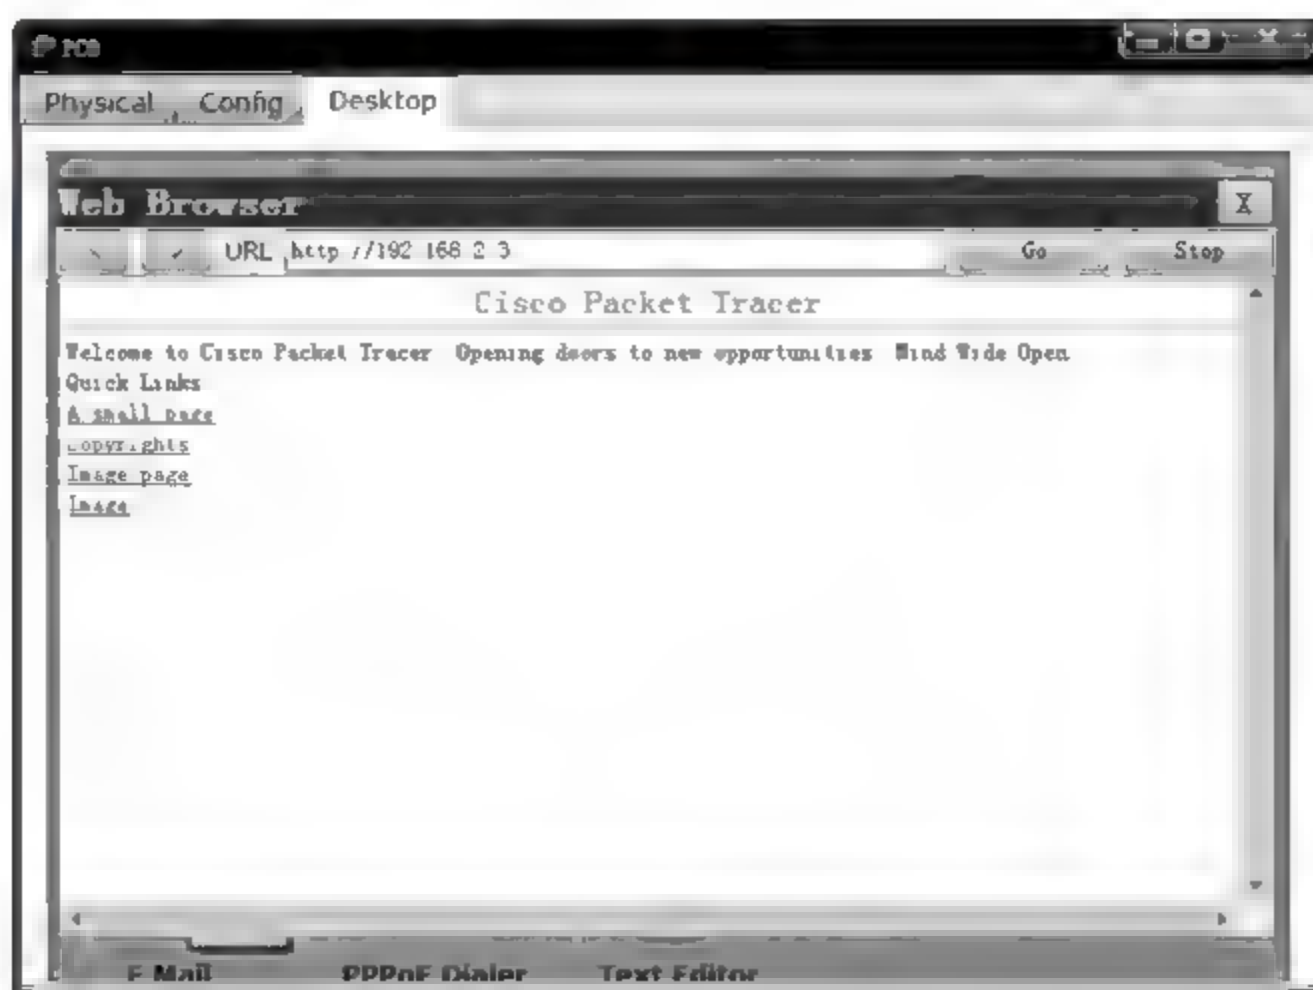 PC0
Physical Config Desktop
Web Browser X
URL http //192 168 2 3 Go Stop
Cisco Packet Tracer
Welcome to Cisco Packet Tracer Opening doors to new opportunities Mind Wide Open
Quick Links
A small page
Copyrights
Image page
Image
E Mail PPPoE Dialer Text Editor